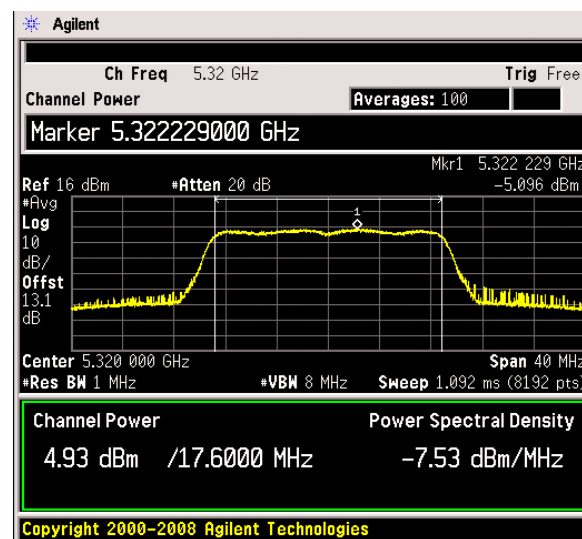 Agilent
Ch Freq 5.32 GHz Trig Free
Channel Power Averages: 100
Marker 5.322229000 GHz
Mkr1 5.322 229 GHz
Ref 16 dBm #Atten 20 dB -5.096 dBm
#Avg
Log
10
dB/
Offst
13.1
dB
1
Center 5.320 000 GHz Span 40 MHz
#Res BW 1 MHz #VBW 8 MHz Sweep 1.092 ms (8192 pts)
Channel Power Power Spectral Density
4.93 dBm /17.6000 MHz -7.53 dBm/MHz
Copyright 2000-2008 Agilent Technologies